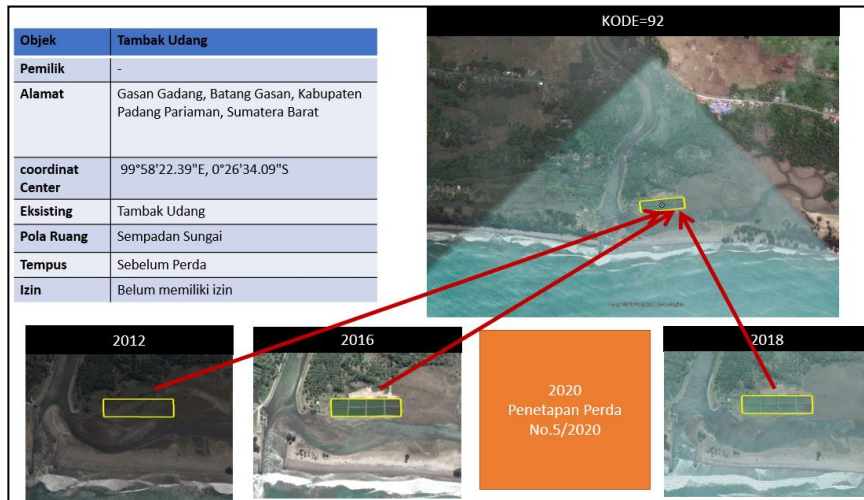 KODE=92
Objek Tambak Udang
Pemilik -
Alamat Gasan Gadang, Batang Gasan, Kabupaten
Padang Pariaman, Sumatera Barat
coordinat
Center 99°58'22.39"E, 0°26'34.09"S
Eksisting Tambak Udang
Pola Ruang Sempadan Sungai
Tempus Sebelum Perda
Izin Belum memiliki izin
2012
2016
2020
Penetapan Perda
No.5/2020
2018